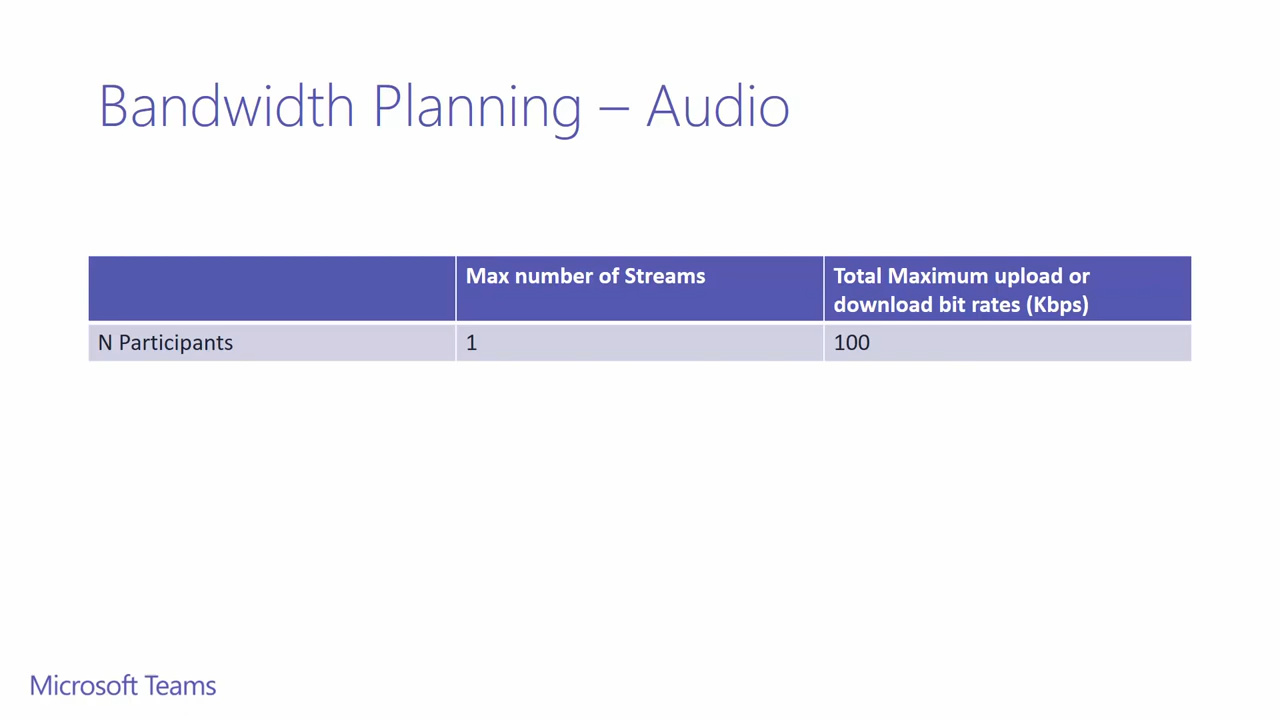 Bandwidth Planning – Audio
Max number of Streams
Total Maximum upload or
download bit rates (Kbps)
N Participants
1
100
Microsoft Teams